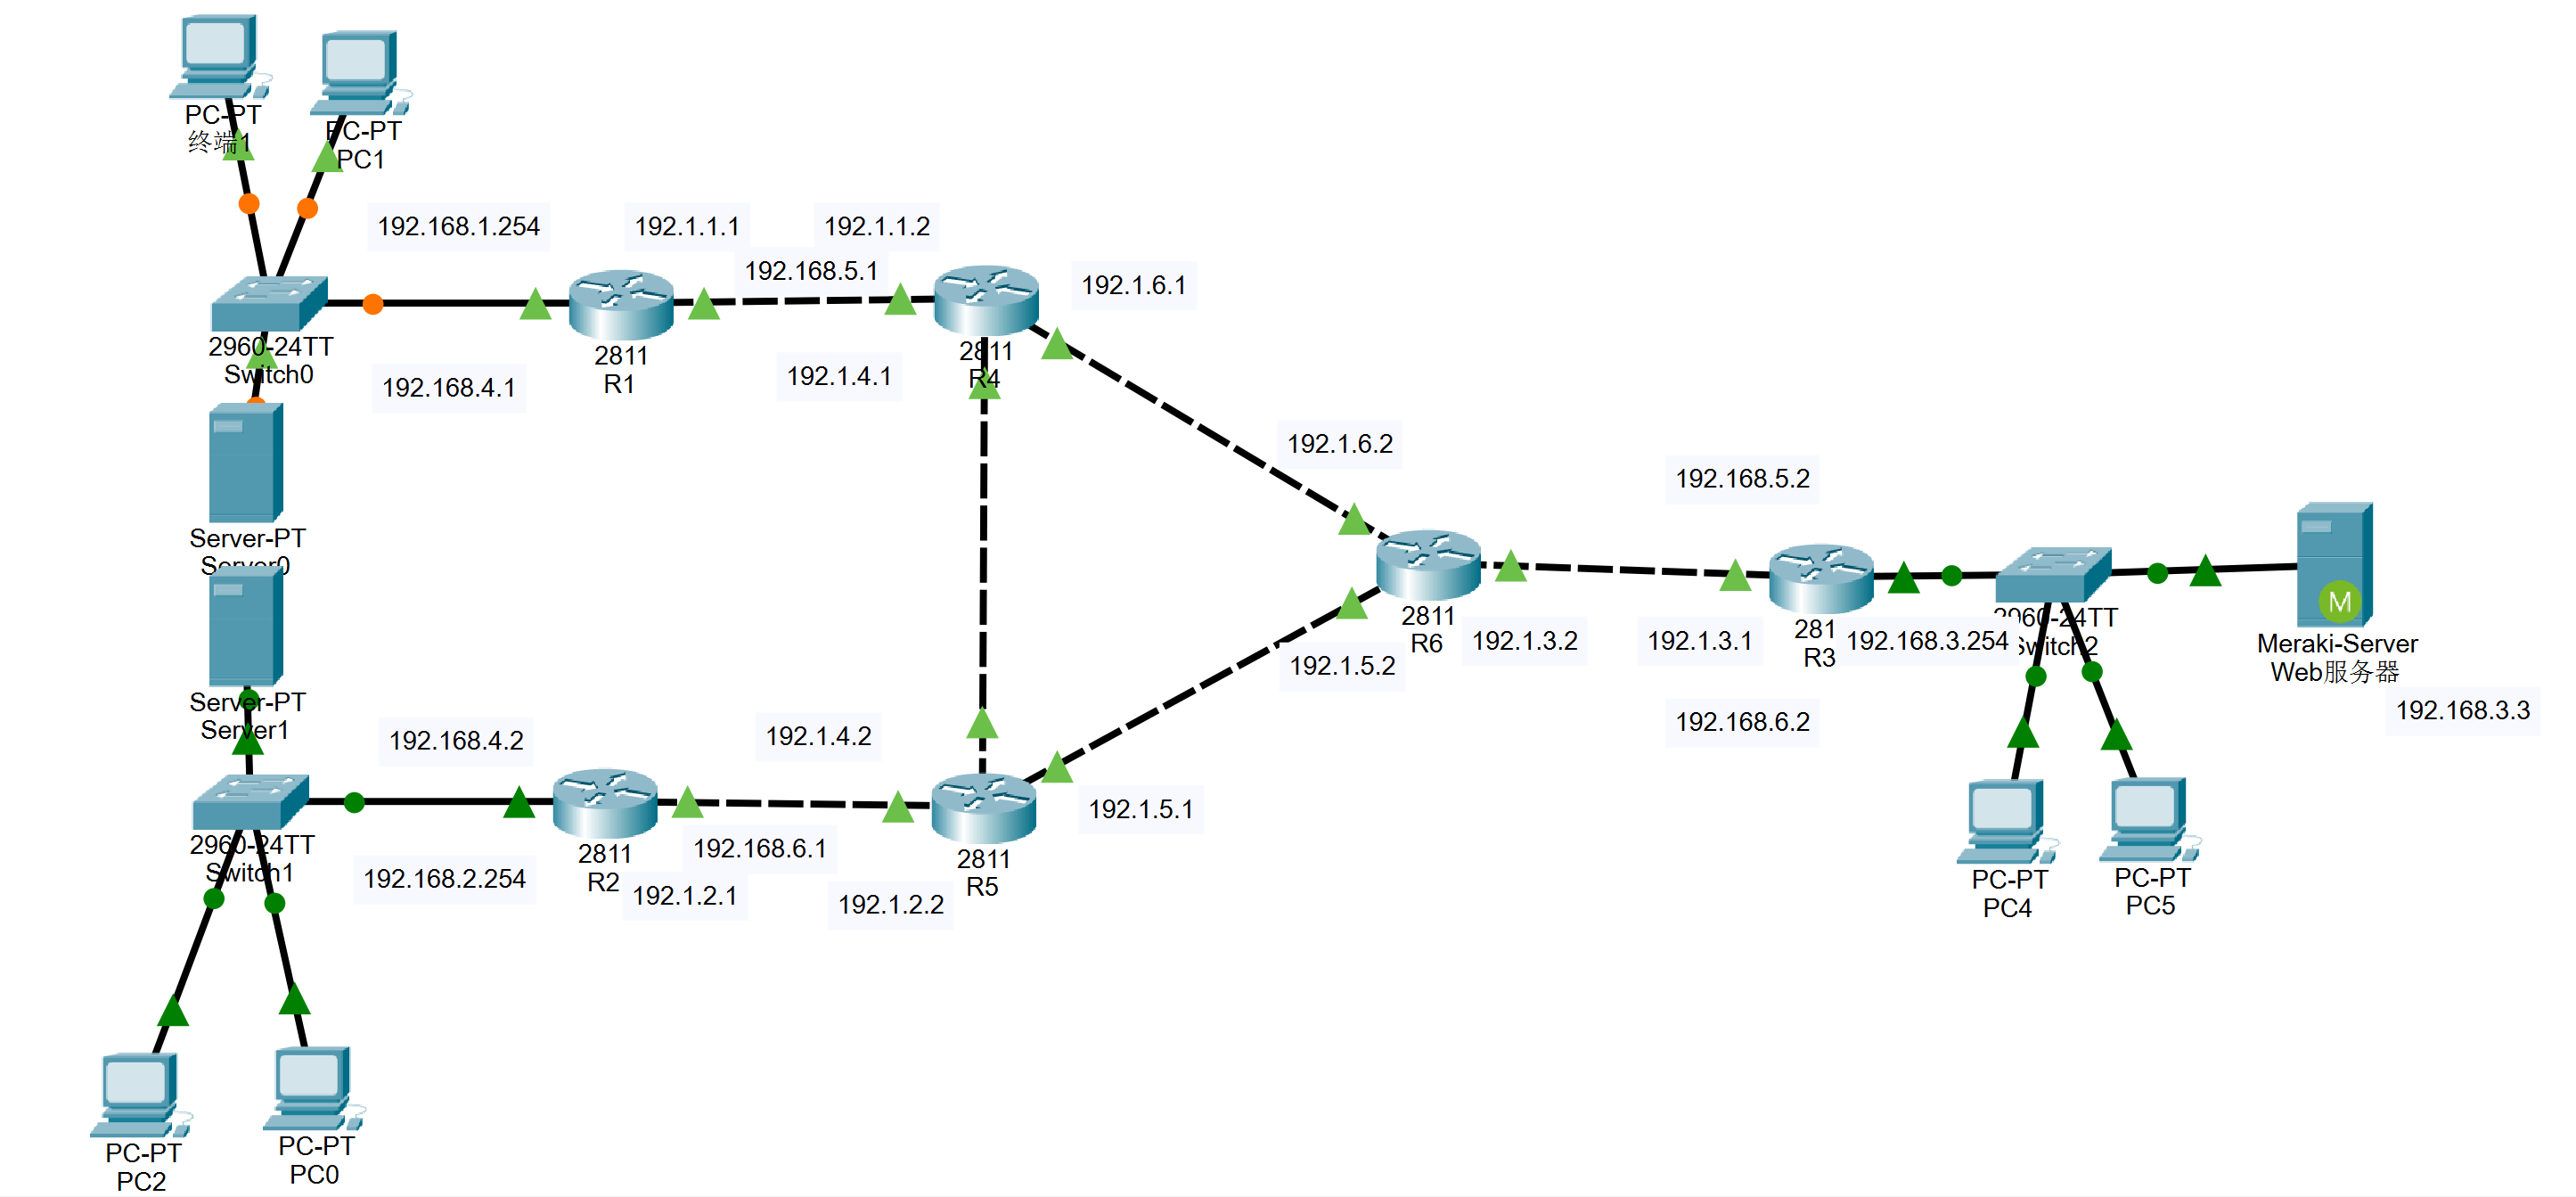 PC-PT
终端1
PC-PT
PC1
192.168.1.254
192.1.1.1
192.1.1.2
192.168.5.1
192.1.6.1
2960-24TT
Switch0
192.168.4.1
2811
R1
192.1.4.1
2811
R4
192.1.6.2
192.168.5.2
Server-PT
Server0
Server-PT
Server1
2811
R6
192.1.3.2
192.1.3.1
2811
R3
192.168.3.254
2960-24TT
Switch2
M
Meraki-Server
Web服务器
192.168.3.3
192.1.5.2
192.168.6.2
192.168.4.2
192.1.4.2
192.1.5.1
2960-24TT
Switch1
192.168.2.254
2811
R2
192.168.6.1
192.1.2.1
2811
R5
192.1.2.2
PC-PT
PC4
PC-PT
PC5
PC-PT
PC2
PC-PT
PC0